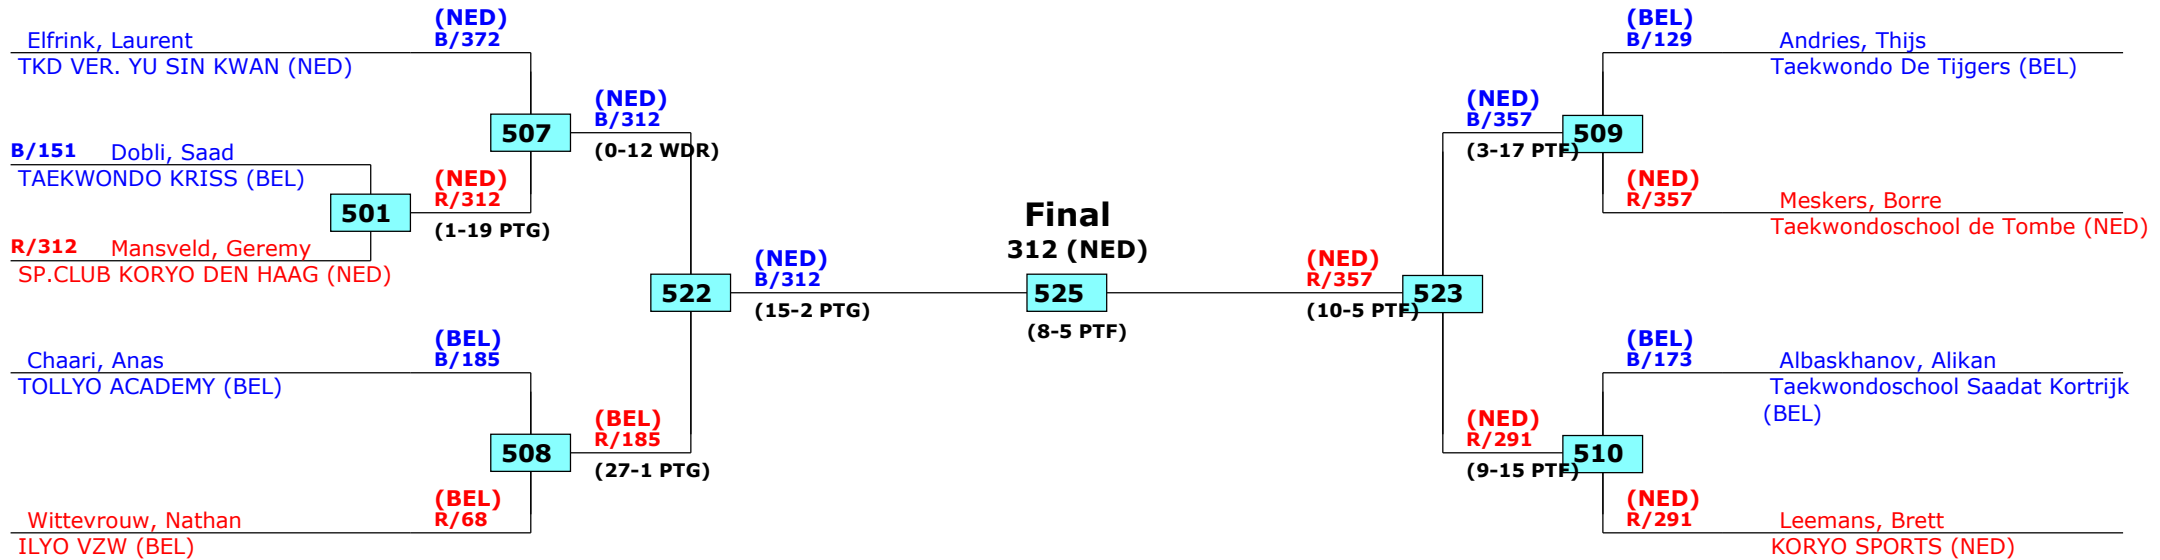 (NED)
B/372
Elfrink, Laurent
TKD VER. YU SIN KWAN (NED)
507
B/151 Dobli, Saad
TAEKWONDO KRISS (BEL)
501
(NED)
R/312
(1-19 PTG)
R/312 Mansveld, Geremy
SP.CLUB KORYO DEN HAAG (NED)
(NED)
B/312
(0-12 WDR)
522
(BEL)
B/185
Chaari, Anas
TOLLYO ACADEMY (BEL)
508
(BEL)
R/185
(27-1 PTG)
(BEL)
R/68
Wittevrouw, Nathan
ILYO VZW (BEL)
(NED)
B/312
(15-2 PTG)
Final
312 (NED)
525
(8-5 PTF)
(NED)
R/357
(10-5 PTF)
523
(NED)
B/357
(3-17 PTF)
509
(BEL)
B/129
Andries, Thijs
Taekwondo De Tijgers (BEL)
(NED)
R/357
Meskers, Borre
Taekwondoschool de Tombe (NED)
(BEL)
B/173
Albaskhanov, Alikan
Taekwondoschool Saadat Kortrijk
(BEL)
(NED)
R/291
(9-15 PTF)
510
(NED)
R/291
Leemans, Brett
KORYO SPORTS (NED)